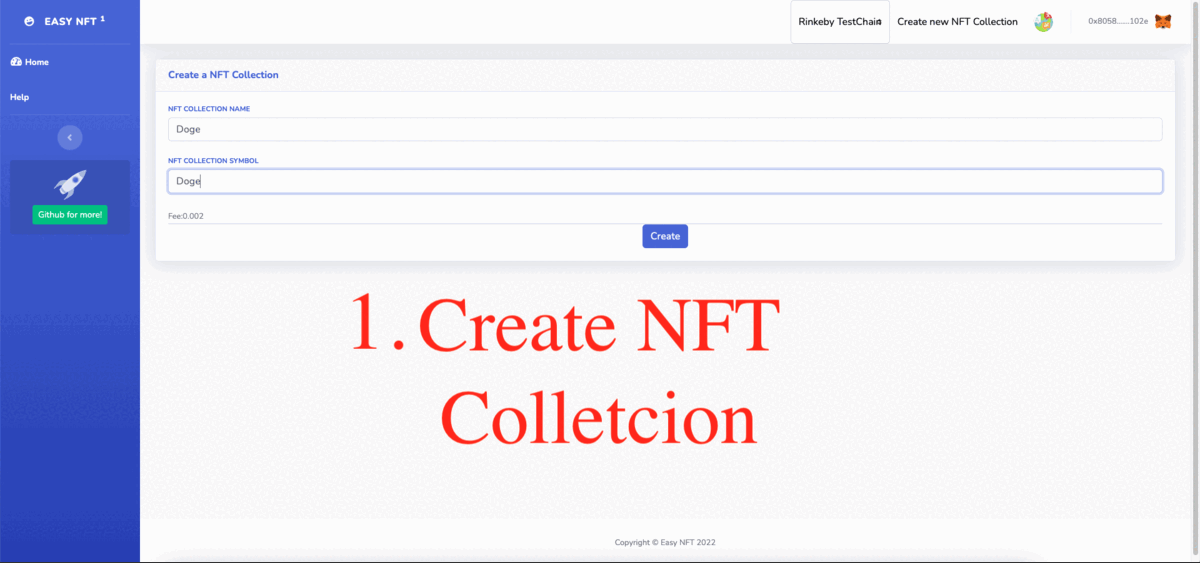 EASY NFT 1
Rinkeby TestChain
Create new NFT Collection
0x8058......102e
Home
Help
Github for more!
Create a NFT Collection
NFT COLLECTION NAME
Doge
NFT COLLECTION SYMBOL
Doge
Fee:0.002
Create
1. Create NFT
Colletcion
Copyright © Easy NFT 2022